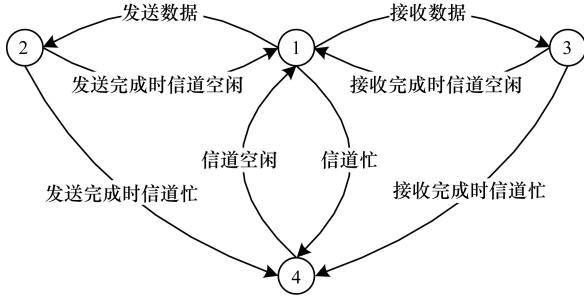 发送数据
接收数据
2
1
3
发送完成时信道空闲
接收完成时信道空闲
信道空闲
信道忙
发送完成时信道忙
接收完成时信道忙
4